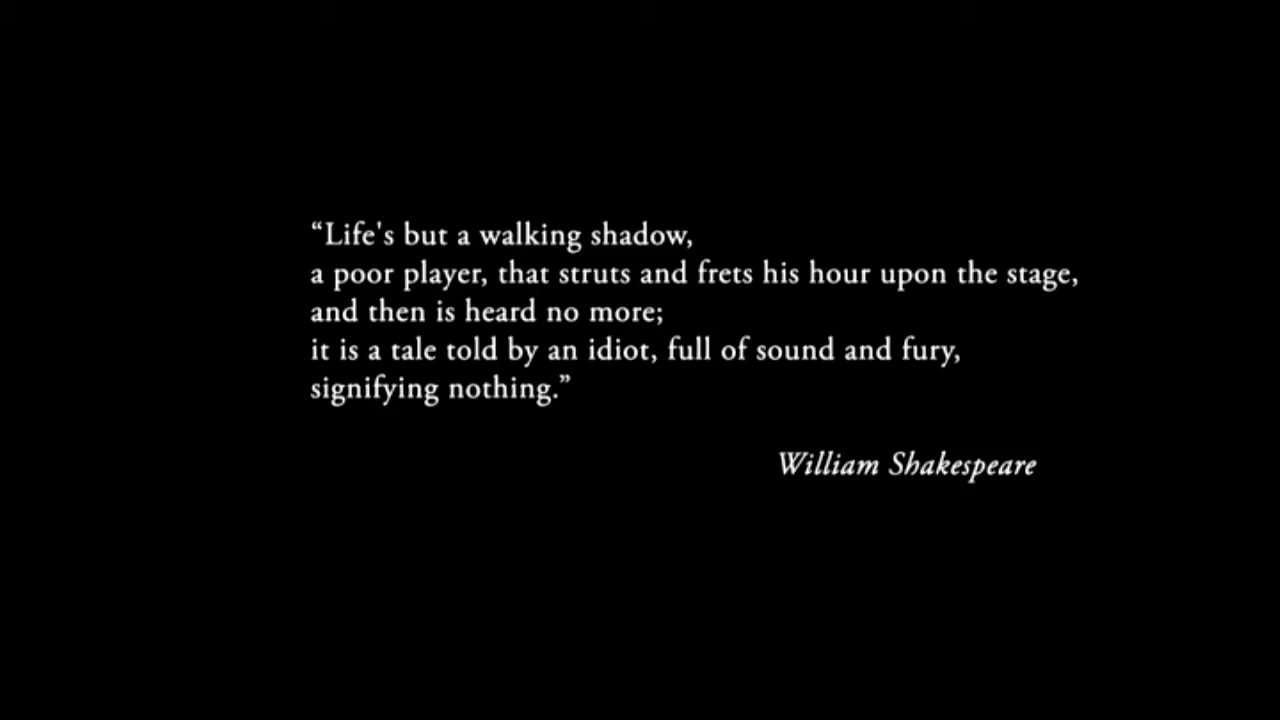 “Life's but a walking shadow,
a poor player, that struts and frets his hour upon the stage,
and then is heard no more;
it is a tale told by an idiot, full of sound and fury,
signifying nothing.”
William Shakespeare